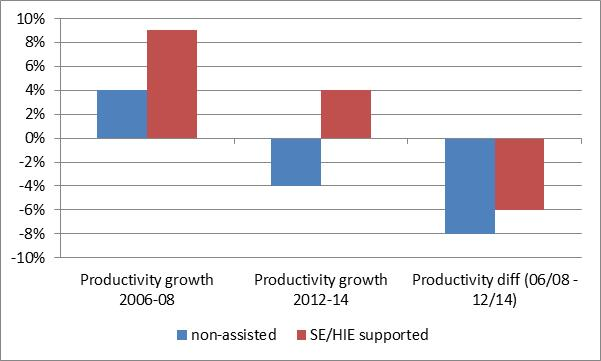 10%
8%
6%
4%
2%
0%
-2%
-4%
-6%
-8%
-10%
Productivity growth
2006-08
Productivity growth
2012-14
Productivity diff (06/08 -
12/14)
non-assisted
SE/HIE supported